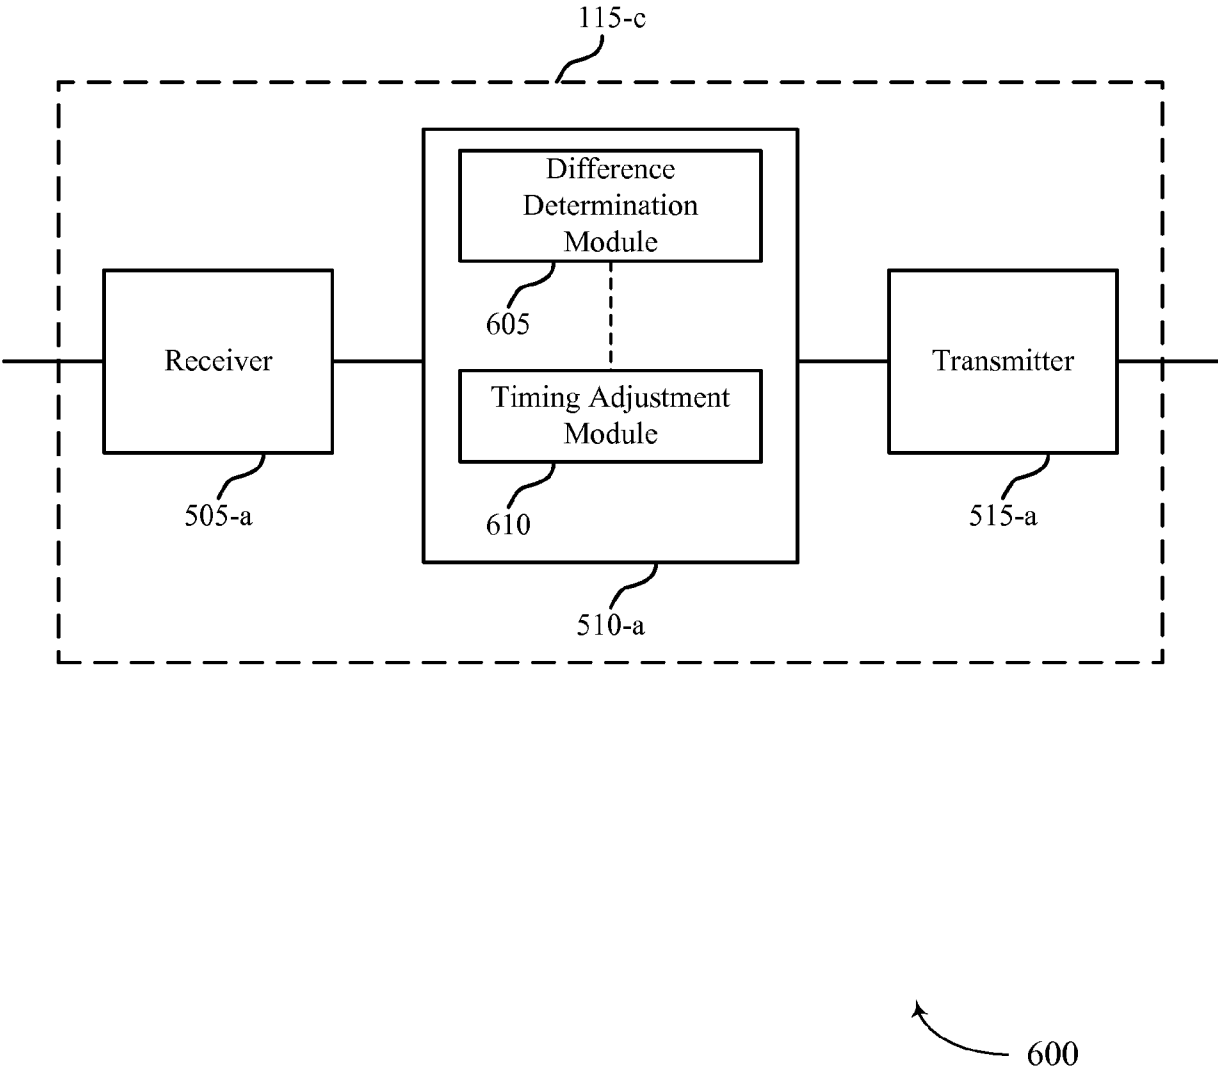 115-c
Difference
Determination
Module
605
Receiver
Transmitter
Timing Adjustment
Module
505-a
610
515-a
510-a
600